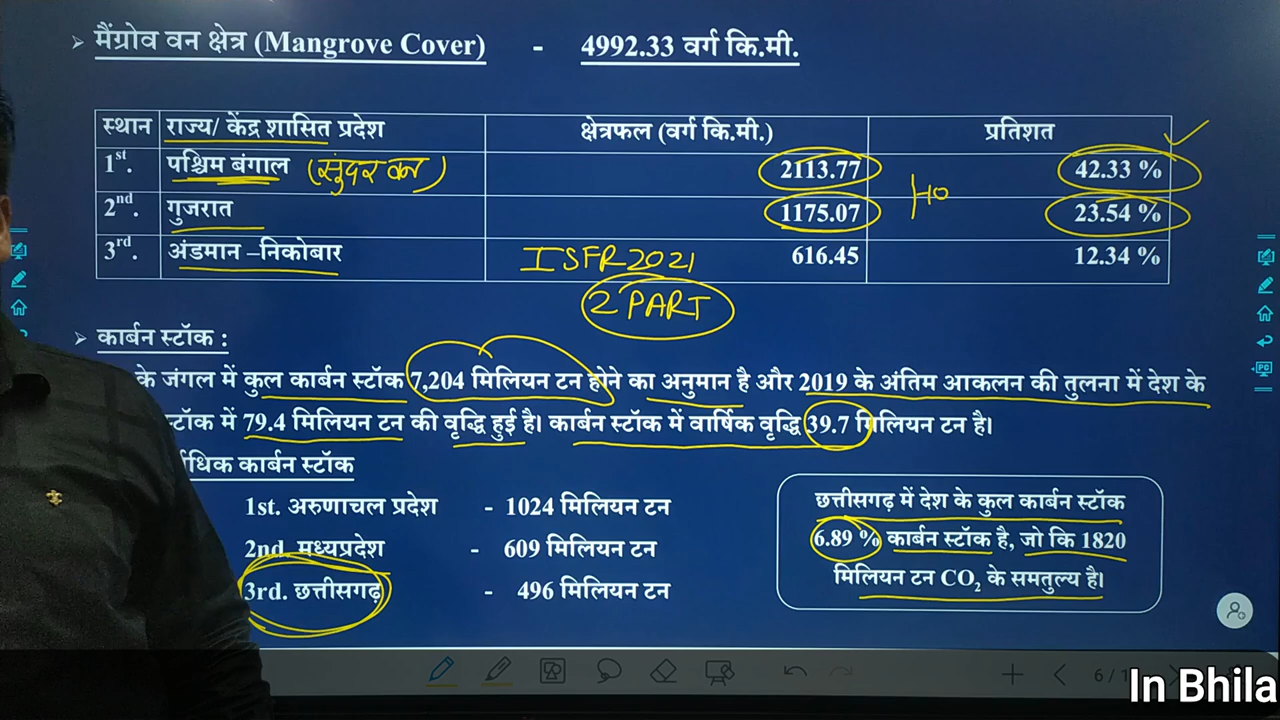 ➢ मैंग्रोव वन क्षेत्र (Mangrove Cover) - 4992.33 वर्ग कि.मी.
स्थान राज्य/ केंद्र शासित प्रदेश क्षेत्रफल (वर्ग कि.मी.) प्रतिशत
1st. पश्चिम बंगाल (सुंदर वन) 2113.77 42.33 %
2nd. गुजरात 1175.07 23.54 %
3rd. अंडमान –निकोबार 616.45 12.34 %
ISFR 2021
2 PART
➢ कार्बन स्टॉक :
के जंगल में कुल कार्बन स्टॉक 7,204 मिलियन टन होने का अनुमान है और 2019 के अंतिम आकलन की तुलना में देश के
स्टॉक में 79.4 मिलियन टन की वृद्धि हुई है। कार्बन स्टॉक में वार्षिक वृद्धि 39.7 मिलियन टन है।
कार्बन स्टॉक
1st. अरुणाचल प्रदेश - 1024 मिलियन टन
2nd. मध्यप्रदेश - 609 मिलियन टन
3rd. छत्तीसगढ़ - 496 मिलियन टन
छत्तीसगढ़ में देश के कुल कार्बन स्टॉक
6.89 % कार्बन स्टॉक है, जो कि 1820
मिलियन टन CO₂ के समतुल्य है।
In Bhila